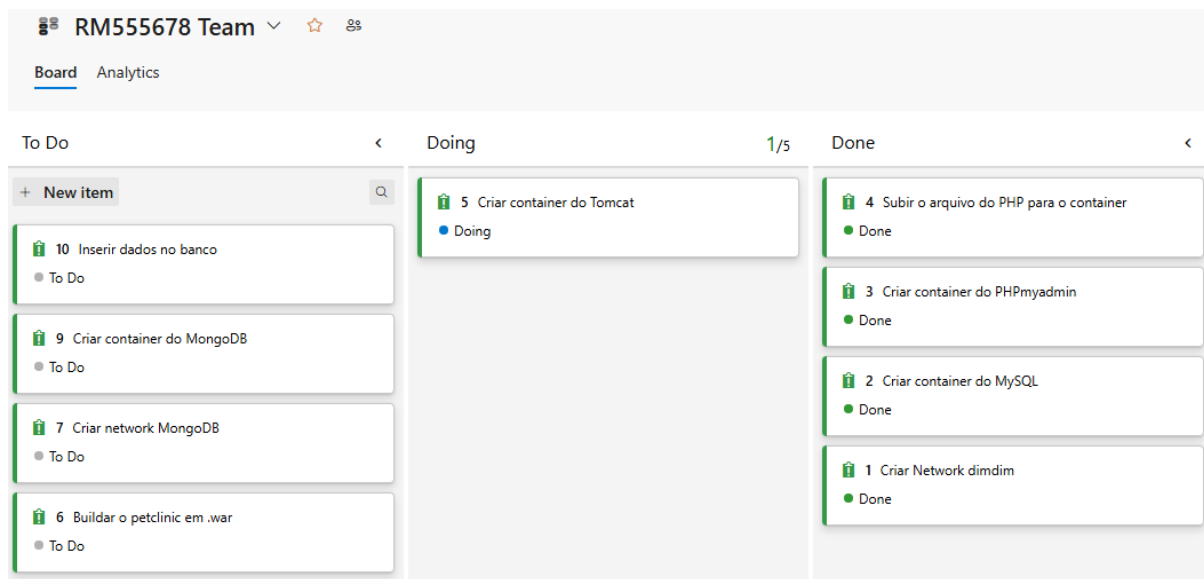 RM555678 Team
Board Analytics
To Do
New item
10 Inserir dados no banco
To Do
9 Criar container do MongoDB
To Do
7 Criar network MongoDB
To Do
6 Buildar o petclinic em .war
To Do
Doing 1/5
5 Criar container do Tomcat
Doing
Done
4 Subir o arquivo do PHP para o container
Done
3 Criar container do PHPmyadmin
Done
2 Criar container do MySQL
Done
1 Criar Network dimdim
Done